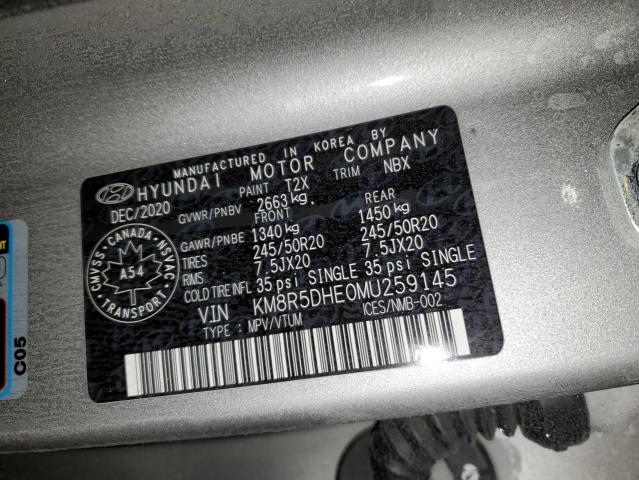 MANUFACTURED IN KOREA BY
HYUNDAI MOTOR COMPANY
DEC/2020 PAINT T2X TRIM NBX
GVWR/PNBV 2663 kg
FRONT REAR
GAWR/PNBE 1340 kg 1450 kg
TIRES 245/50R20 245/50R20
RIMS 7.5JX20 7.5JX20
COLD TIRE INFL 35 psi SINGLE 35 psi SINGLE
VIN KM8R5DHE0MU259145
TYPE : MPV/VTUM ICES/NMB-002
CMVSS · CANADA · NSVAC
A54
TRANSPORT
C05